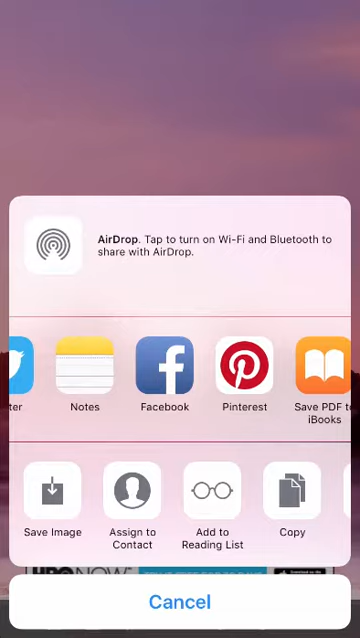 AirDrop. Tap to turn on Wi-Fi and Bluetooth to
share with AirDrop.
ter
Notes
Facebook
Pinterest
Save PDF to
iBooks
Save Image
Assign to
Contact
Add to
Reading List
Copy
Cancel